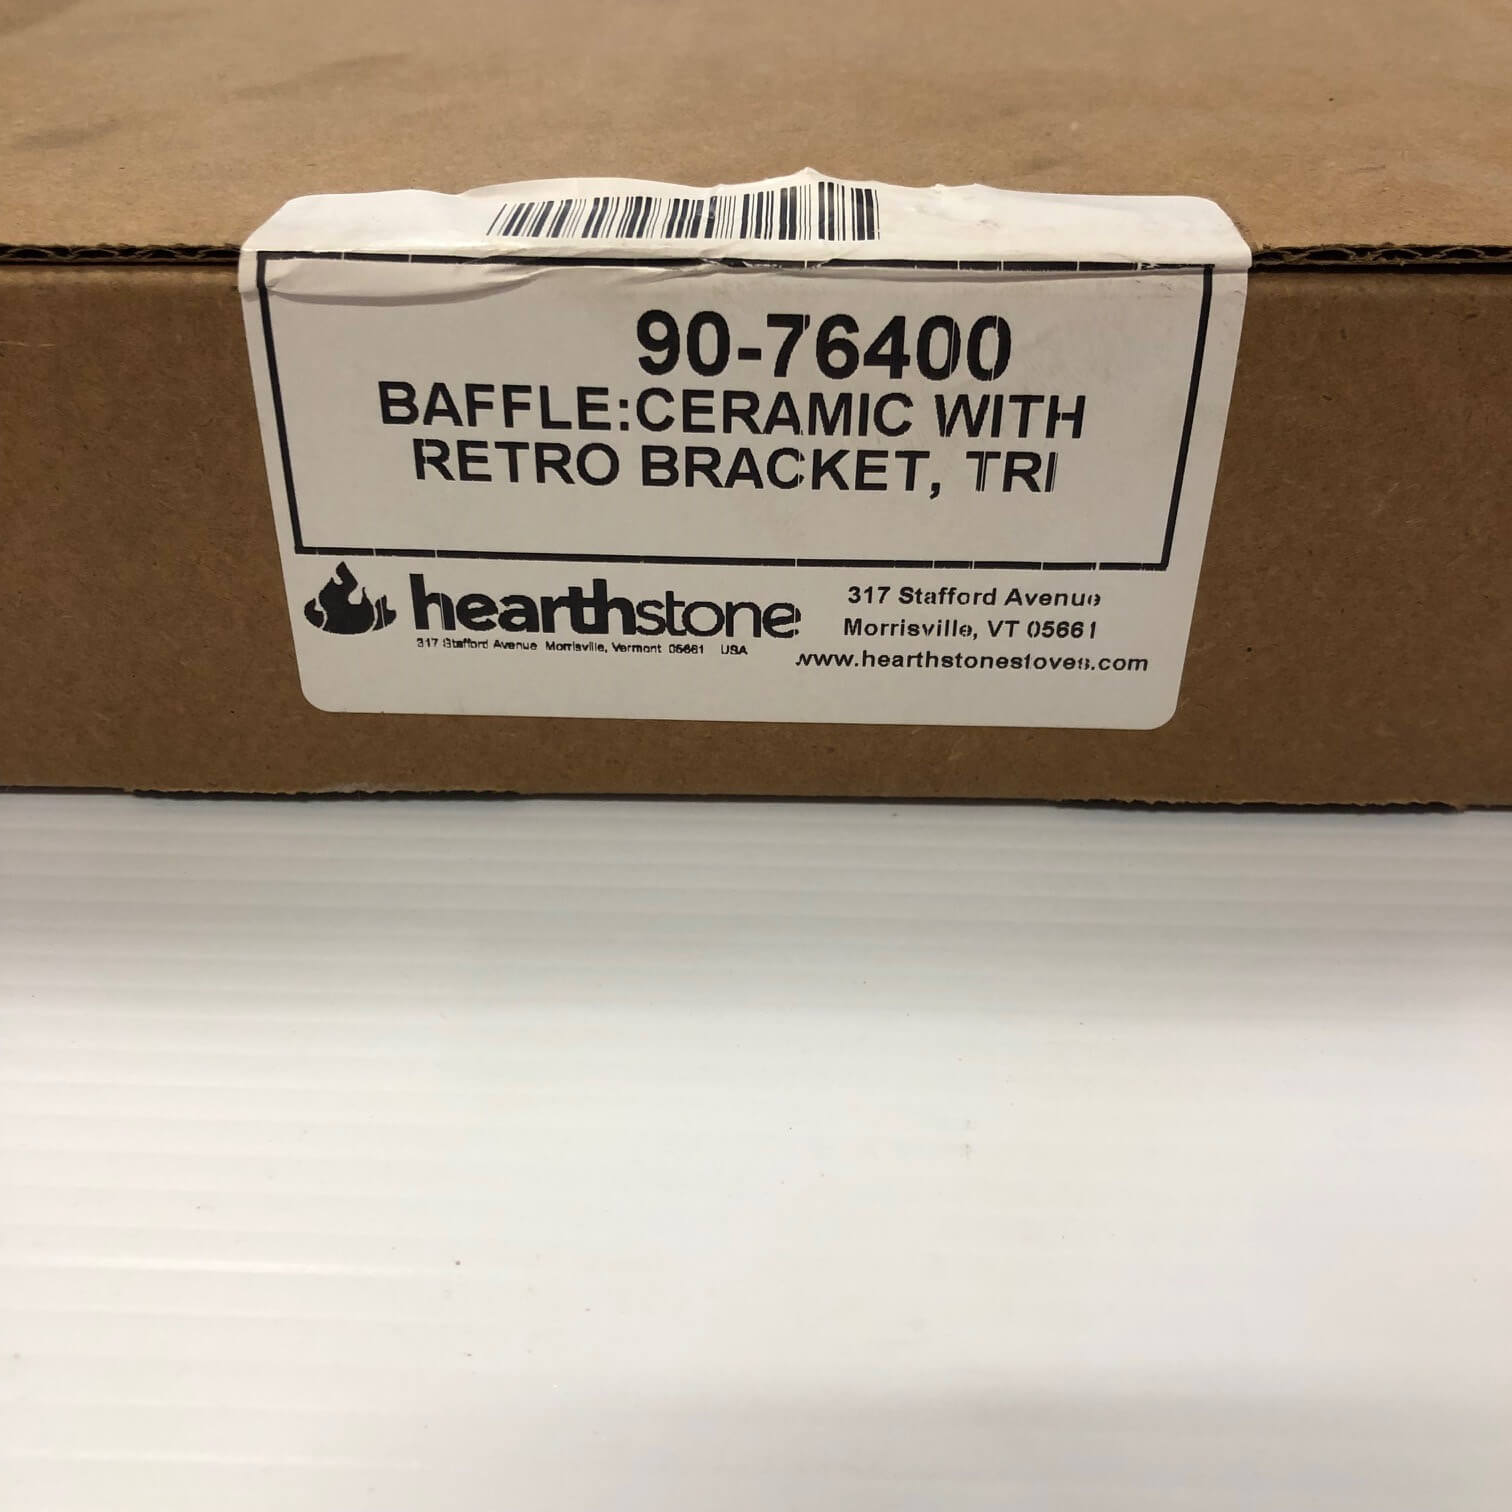 90-76400
BAFFLE:CERAMIC WITH
RETRO BRACKET, TRI
hearthstone
317 Stafford Avenue Morrisville, Vermont 05661 USA
317 Stafford Avenue
Morrisville, VT 05661
www.hearthstonestoves.com